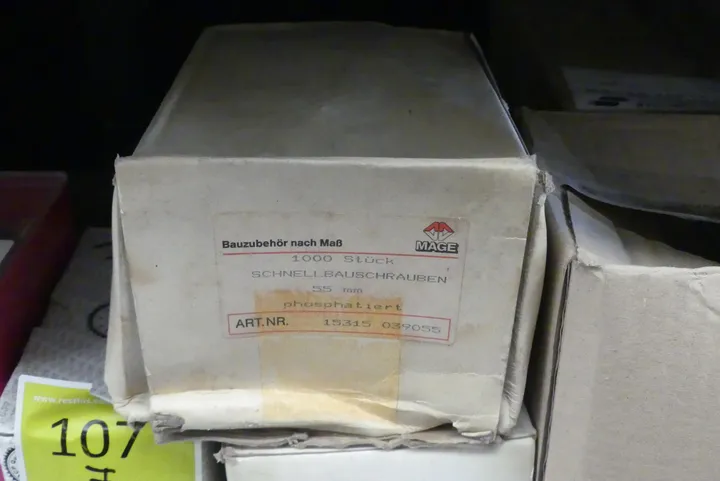 Bauzubehör nach Maß
MAGE
1000 Stück
SCHNELLBAUSCHRAUBEN
55 mm
phosphatiert
ART.NR. 15315 039055
107